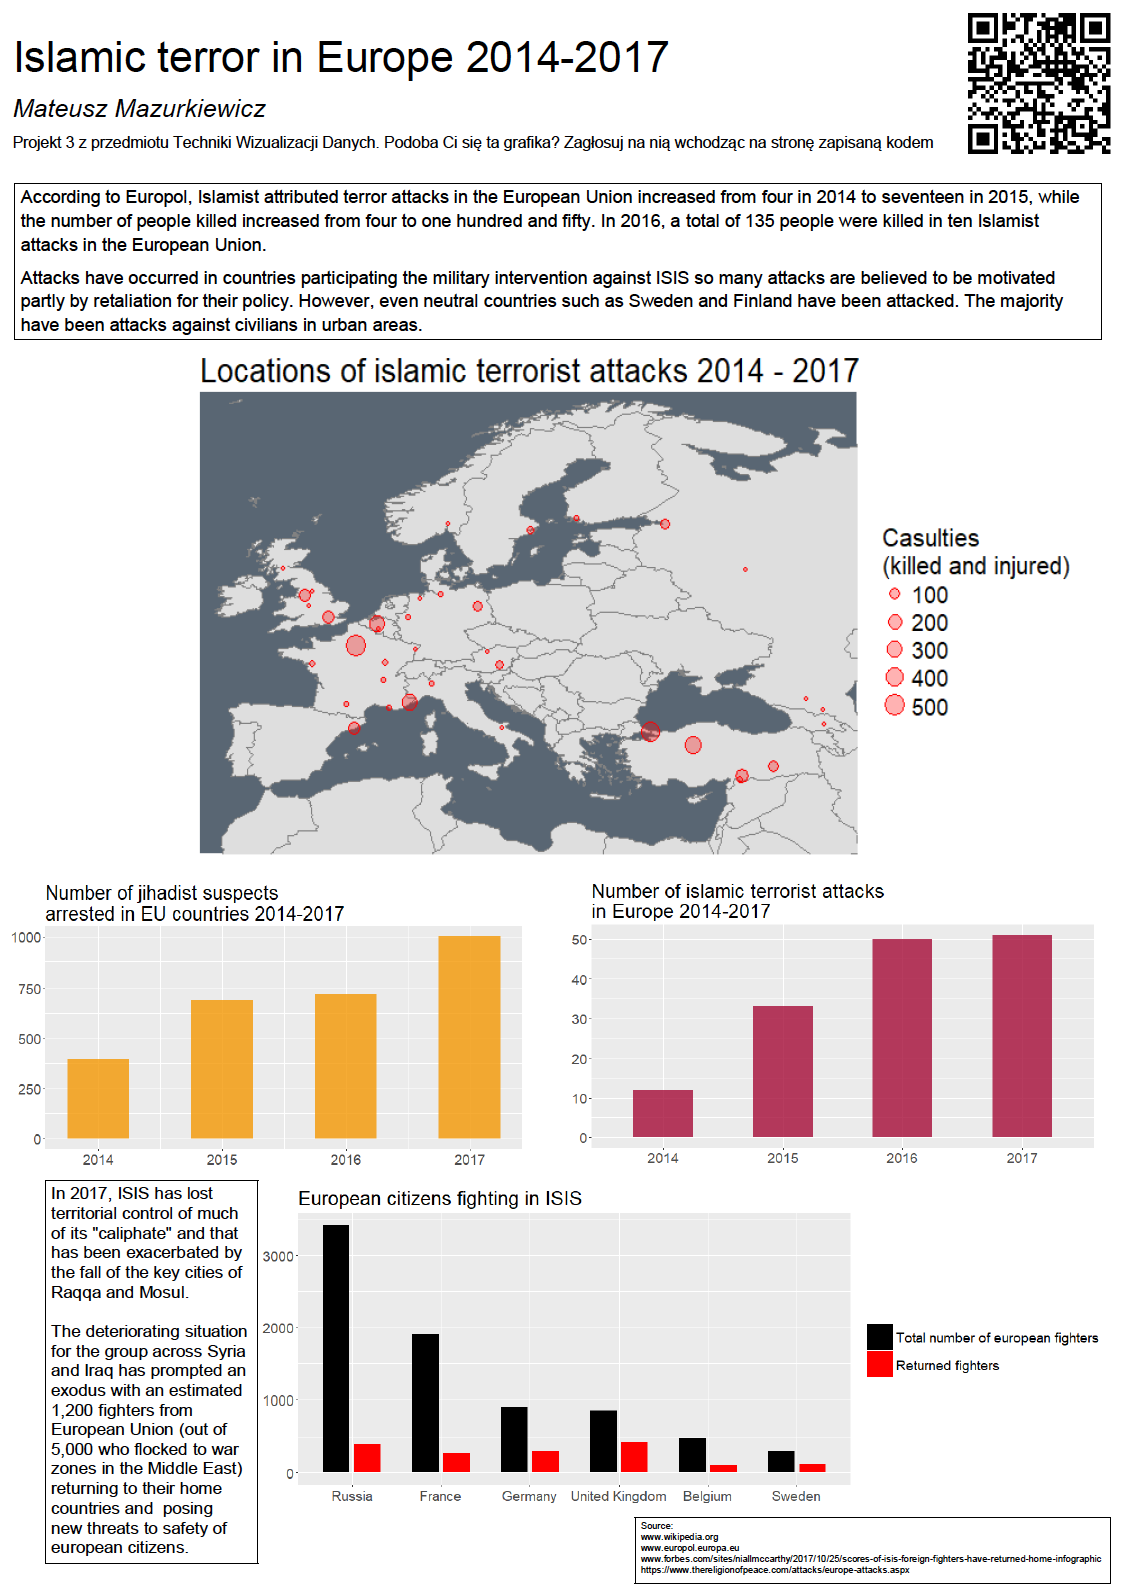 Islamic terror in Europe 2014-2017
Mateusz Mazurkiewicz
Projekt 3 z przedmiotu Techniki Wizualizacji Danych. Podoba Ci się ta grafika? Zagłosuj na nią wchodząc na stronę zapisaną kodem
According to Europol, Islamist attributed terror attacks in the European Union increased from four in 2014 to seventeen in 2015, while
the number of people killed increased from four to one hundred and fifty. In 2016, a total of 135 people were killed in ten Islamist
attacks in the European Union.
Attacks have occurred in countries participating the military intervention against ISIS so many attacks are believed to be motivated
partly by retaliation for their policy. However, even neutral countries such as Sweden and Finland have been attacked. The majority
have been attacks against civilians in urban areas.
Locations of islamic terrorist attacks 2014 - 2017
Casulties
(killed and injured)
100
200
300
400
500
Number of jihadist suspects
arrested in EU countries 2014-2017
1000
750
500
250
0
2014 2015 2016 2017
Number of islamic terrorist attacks
in Europe 2014-2017
50
40
30
20
10
0
2014 2015 2016 2017
In 2017, ISIS has lost
territorial control of much
of its "caliphate" and that
has been exacerbated by
the fall of the key cities of
Raqqa and Mosul.
The deteriorating situation
for the group across Syria
and Iraq has prompted an
exodus with an estimated
1,200 fighters from
European Union (out of
5,000 who flocked to war
zones in the Middle East)
returning to their home
countries and posing
new threats to safety of
european citizens.
European citizens fighting in ISIS
3000
2000
1000
0
Russia France Germany United Kingdom Belgium Sweden
Total number of european fighters
Returned fighters
Source:
www.wikipedia.org
www.europol.europa.eu
www.forbes.com/sites/niallmccarthy/2017/10/25/scores-of-isis-foreign-fighters-have-returned-home-infographic
https://www.thereligionofpeace.com/attacks/europe-attacks.aspx